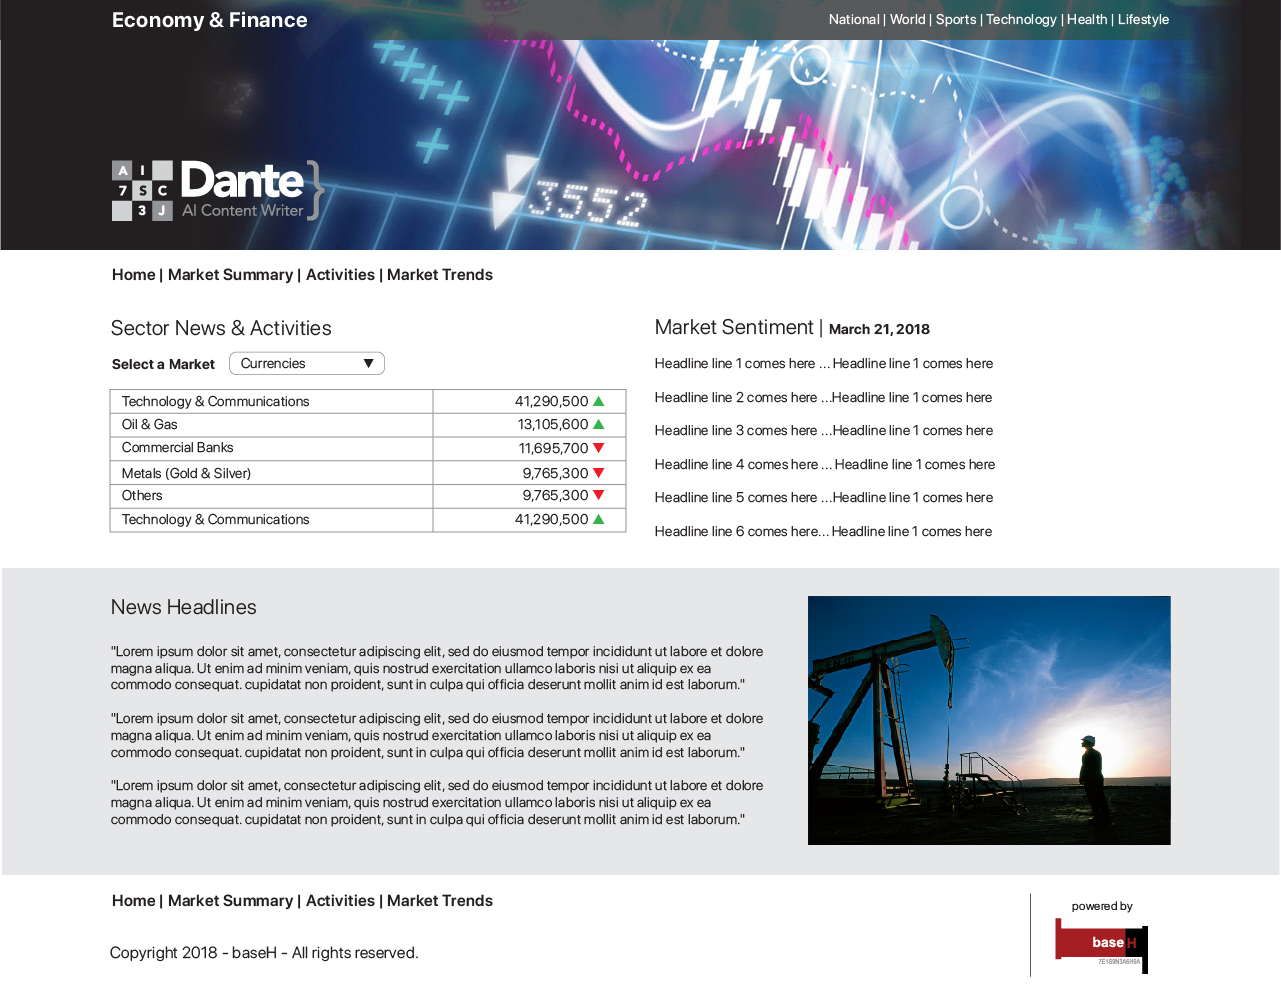 Economy & Finance
National | World | Sports | Technology | Health | Lifestyle
3552
A I
7 S C
3 J
Dante
AI Content Writer
Home | Market Summary | Activities | Market Trends
Sector News & Activities
Select a Market Currencies
Technology & Communications 41,290,500
Oil & Gas 13,105,600
Commercial Banks 11,695,700
Metals (Gold & Silver) 9,765,300
Others 9,765,300
Technology & Communications 41,290,500
Market Sentiment | March 21, 2018
Headline line 1 comes here ... Headline line 1 comes here
Headline line 2 comes here ...Headline line 1 comes here
Headline line 3 comes here ...Headline line 1 comes here
Headline line 4 comes here ... Headline line 1 comes here
Headline line 5 comes here ...Headline line 1 comes here
Headline line 6 comes here... Headline line 1 comes here
News Headlines
"Lorem ipsum dolor sit amet, consectetur adipiscing elit, sed do eiusmod tempor incididunt ut labore et dolore
magna aliqua. Ut enim ad minim veniam, quis nostrud exercitation ullamco laboris nisi ut aliquip ex ea
commodo consequat. cupidatat non proident, sunt in culpa qui officia deserunt mollit anim id est laborum."
"Lorem ipsum dolor sit amet, consectetur adipiscing elit, sed do eiusmod tempor incididunt ut labore et dolore
magna aliqua. Ut enim ad minim veniam, quis nostrud exercitation ullamco laboris nisi ut aliquip ex ea
commodo consequat. cupidatat non proident, sunt in culpa qui officia deserunt mollit anim id est laborum."
"Lorem ipsum dolor sit amet, consectetur adipiscing elit, sed do eiusmod tempor incididunt ut labore et dolore
magna aliqua. Ut enim ad minim veniam, quis nostrud exercitation ullamco laboris nisi ut aliquip ex ea
commodo consequat. cupidatat non proident, sunt in culpa qui officia deserunt mollit anim id est laborum."
Home | Market Summary | Activities | Market Trends
Copyright 2018 - baseH - All rights reserved.
powered by
baseH